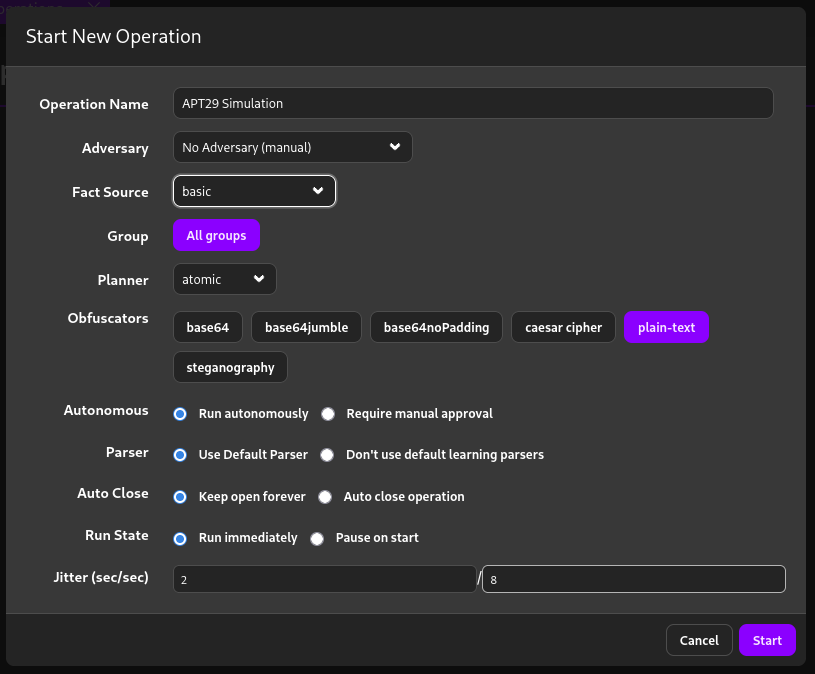 Start New Operation
Operation Name APT29 Simulation
Adversary No Adversary (manual)
Fact Source basic
Group All groups
Planner atomic
Obfuscators base64 base64jumble base64noPadding caesar cipher plain-text
steganography
Autonomous Run autonomously Require manual approval
Parser Use Default Parser Don't use default learning parsers
Auto Close Keep open forever Auto close operation
Run State Run immediately Pause on start
Jitter (sec/sec) 2 / 8
Cancel Start